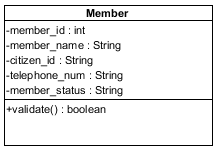 Member
-member_id : int
-member_name : String
-citizen_id : String
-telephone_num : String
-member_status : String
+validate() : boolean